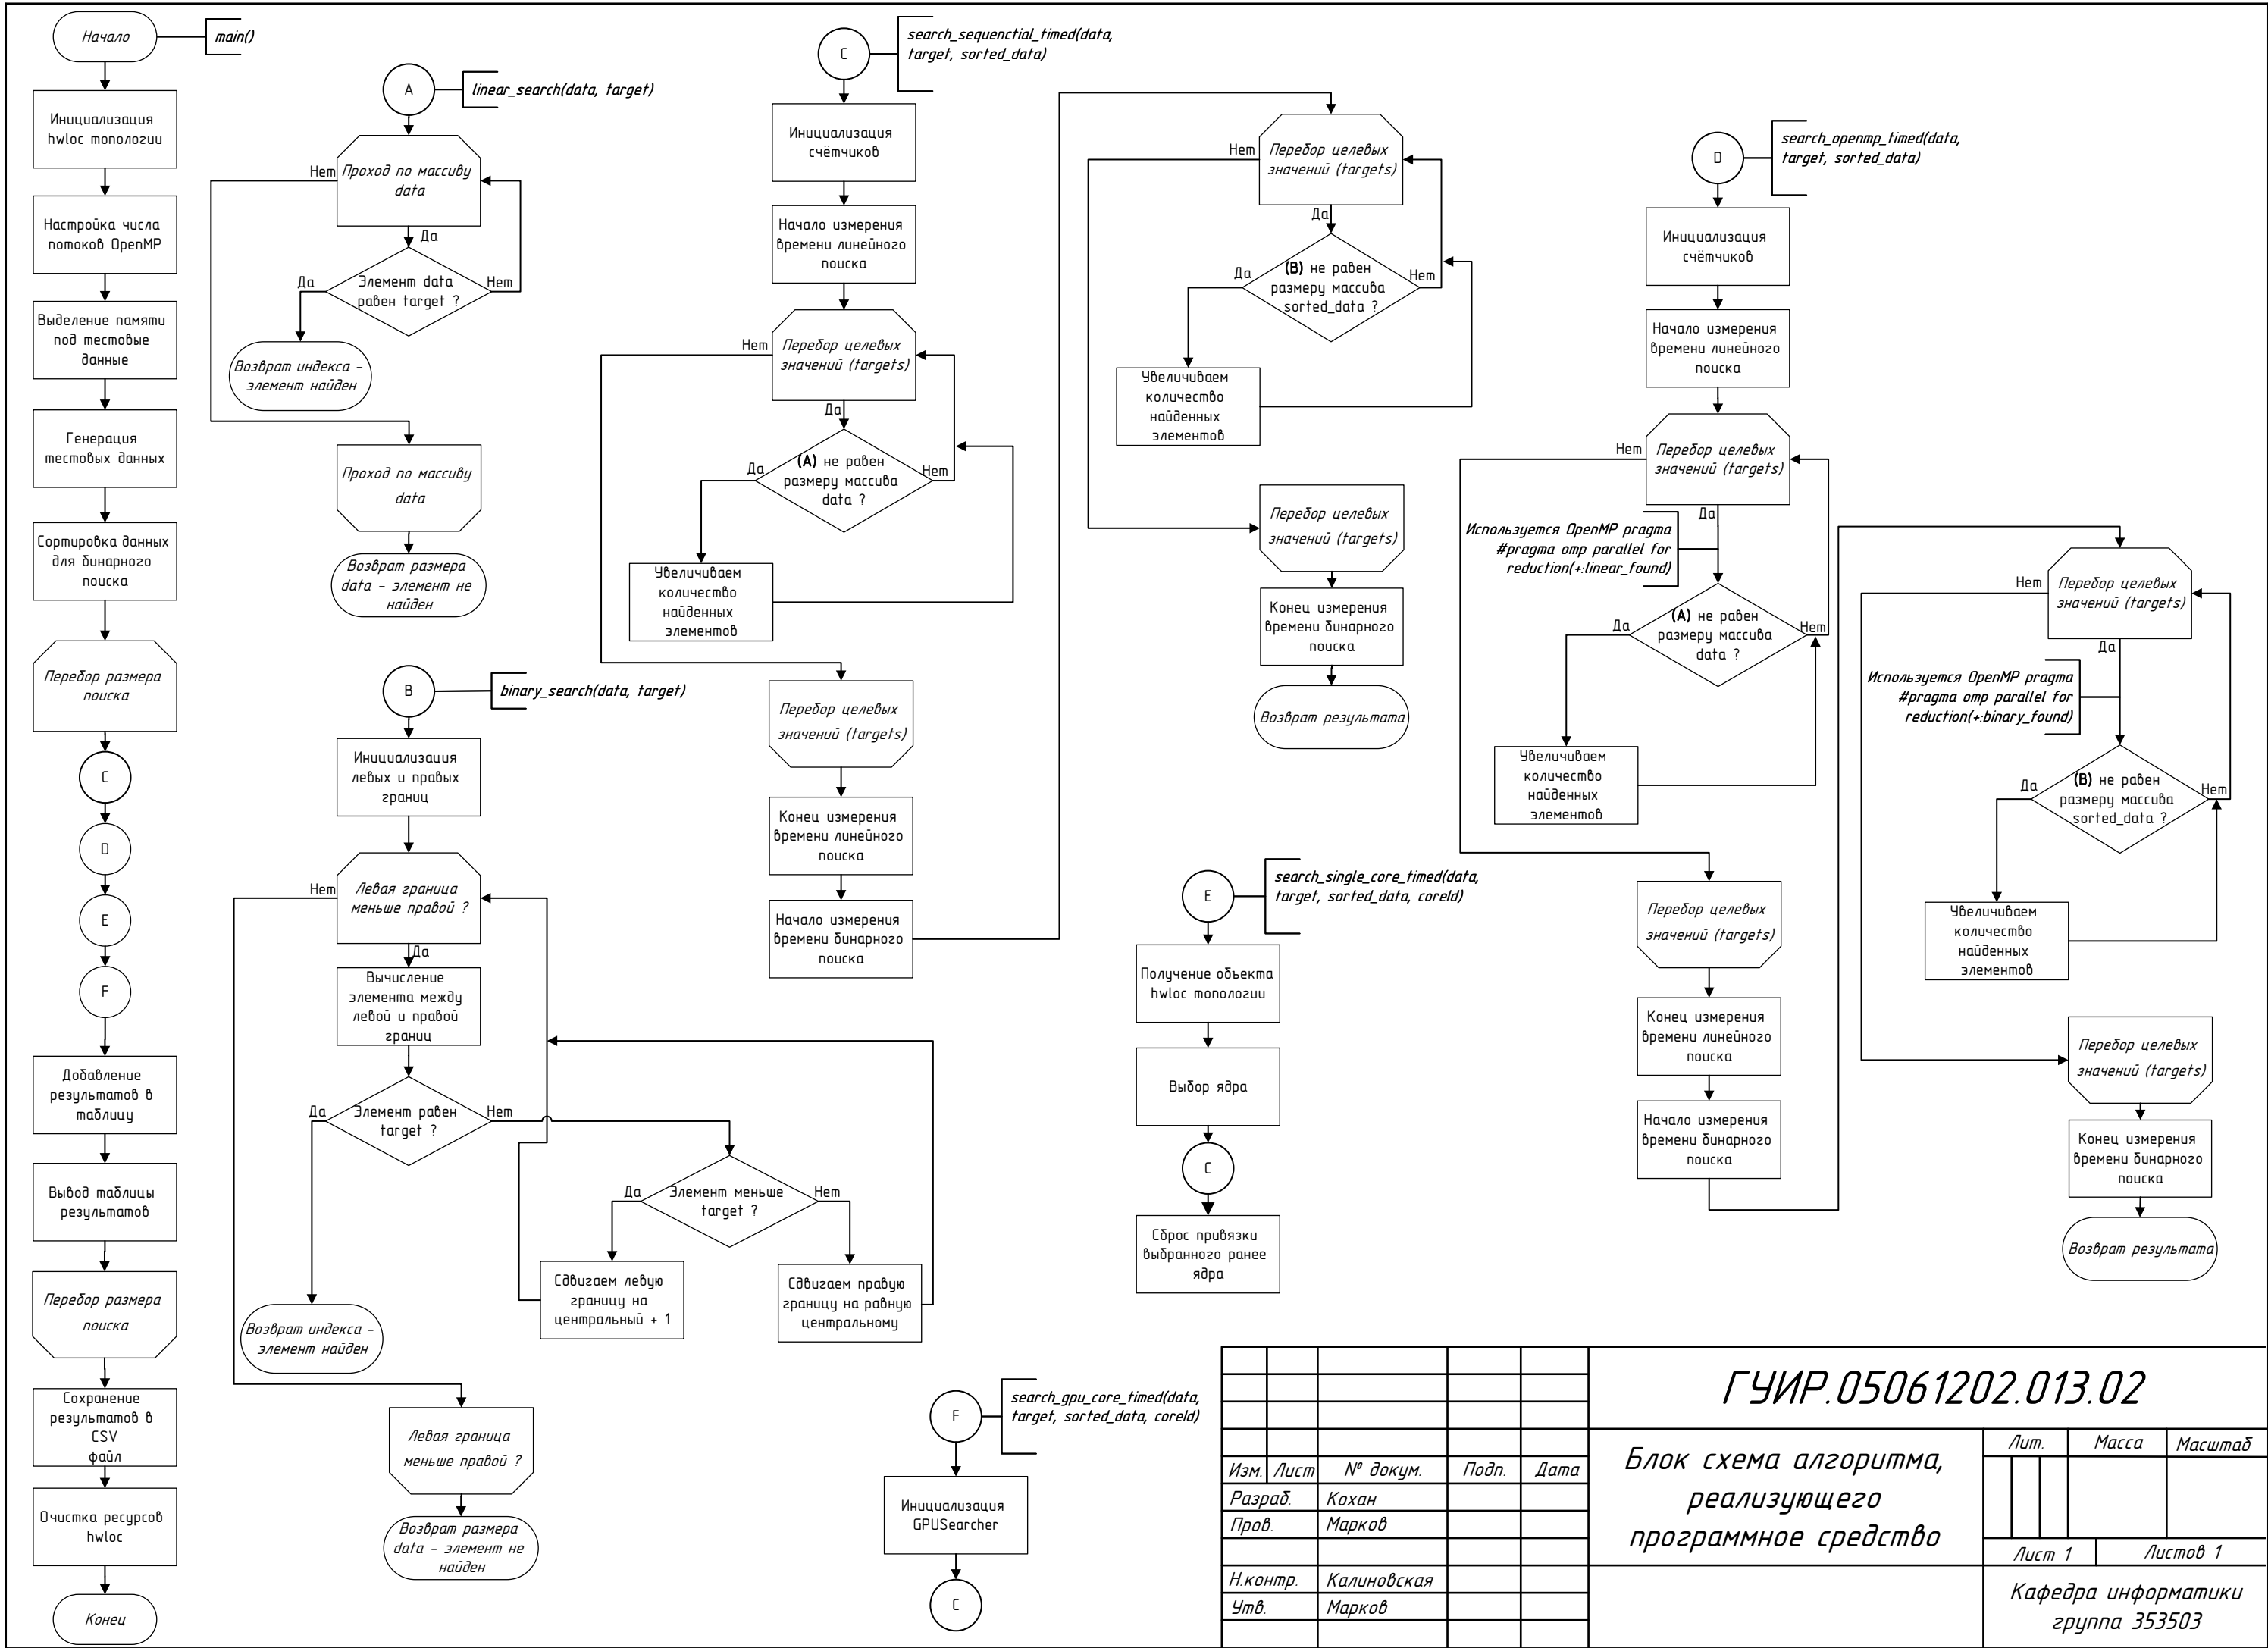 Начало
main()
Инициализация
hwloc топологии
Настройка числа
потоков OpenMP
Выделение памяти
под тестовые
данные
Генерация
тестовых данных
Сортировка данных
для бинарного
поиска
Перебор размера
поиска
C
D
E
F
Добавление
результатов в
таблицу
Вывод таблицы
результатов
Перебор размера
поиска
Сохранение
результатов в
CSV
файл
Очистка ресурсов
hwloc
Конец
A
linear_search(data, target)
Проход по массиву
data
Нет
Да
Элемент data
равен target ?
Да
Нет
Возврат индекса -
элемент найден
Проход по массиву
data
Возврат размера
data - элемент не
найден
B
binary_search(data, target)
Инициализация
левых и правых
границ
Левая граница
меньше правой ?
Нет
Да
Вычисление
элемента между
левой и правой
границ
Элемент равен
target ?
Да
Нет
Элемент меньше
target ?
Да
Нет
Сдвигаем левую
границу на
центральный + 1
Сдвигаем правую
границу на равную
центральному
Возврат индекса -
элемент найден
Левая граница
меньше правой ?
Возврат размера
data - элемент не
найден
C
search_sequenctial_timed(data,
target, sorted_data)
Инициализация
счётчиков
Начало измерения
времени линейного
поиска
Перебор целевых
значений (targets)
Нет
Да
(A) не равен
размеру массива
data ?
Да
Нет
Увеличиваем
количество
найденных
элементов
Перебор целевых
значений (targets)
Конец измерения
времени линейного
поиска
Начало измерения
времени бинарного
поиска
Перебор целевых
значений (targets)
Нет
Да
(B) не равен
размеру массива
sorted_data ?
Да
Нет
Увеличиваем
количество
найденных
элементов
Перебор целевых
значений (targets)
Конец измерения
времени бинарного
поиска
Возврат результата
D
search_openmp_timed(data,
target, sorted_data)
Инициализация
счётчиков
Начало измерения
времени линейного
поиска
Перебор целевых
значений (targets)
Нет
Да
Используется OpenMP pragma
#pragma omp parallel for
reduction(+:linear_found)
(A) не равен
размеру массива
data ?
Да
Нет
Увеличиваем
количество
найденных
элементов
Перебор целевых
значений (targets)
Конец измерения
времени линейного
поиска
Начало измерения
времени бинарного
поиска
Перебор целевых
значений (targets)
Нет
Да
Используется OpenMP pragma
#pragma omp parallel for
reduction(+:binary_found)
(B) не равен
размеру массива
sorted_data ?
Да
Нет
Увеличиваем
количество
найденных
элементов
Перебор целевых
значений (targets)
Конец измерения
времени бинарного
поиска
Возврат результата
E
search_single_core_timed(data,
target, sorted_data, coreId)
Получение объекта
hwloc топологии
Выбор ядра
C
Сброс привязки
выбранного ранее
ядра
F
search_gpu_core_timed(data,
target, sorted_data, coreId)
Инициализация
GPUSearcher
C
ГУИР.05061202.013.02
Изм. Лист № докум. Подп. Дата
Разраб. Кохан
Пров. Марков
Н.контр. Калиновская
Утв. Марков
Блок схема алгоритма,
реализующего
программное средство
Лит. Масса Масштаб
Лист 1 Листов 1
Кафедра информатики
группа 353503